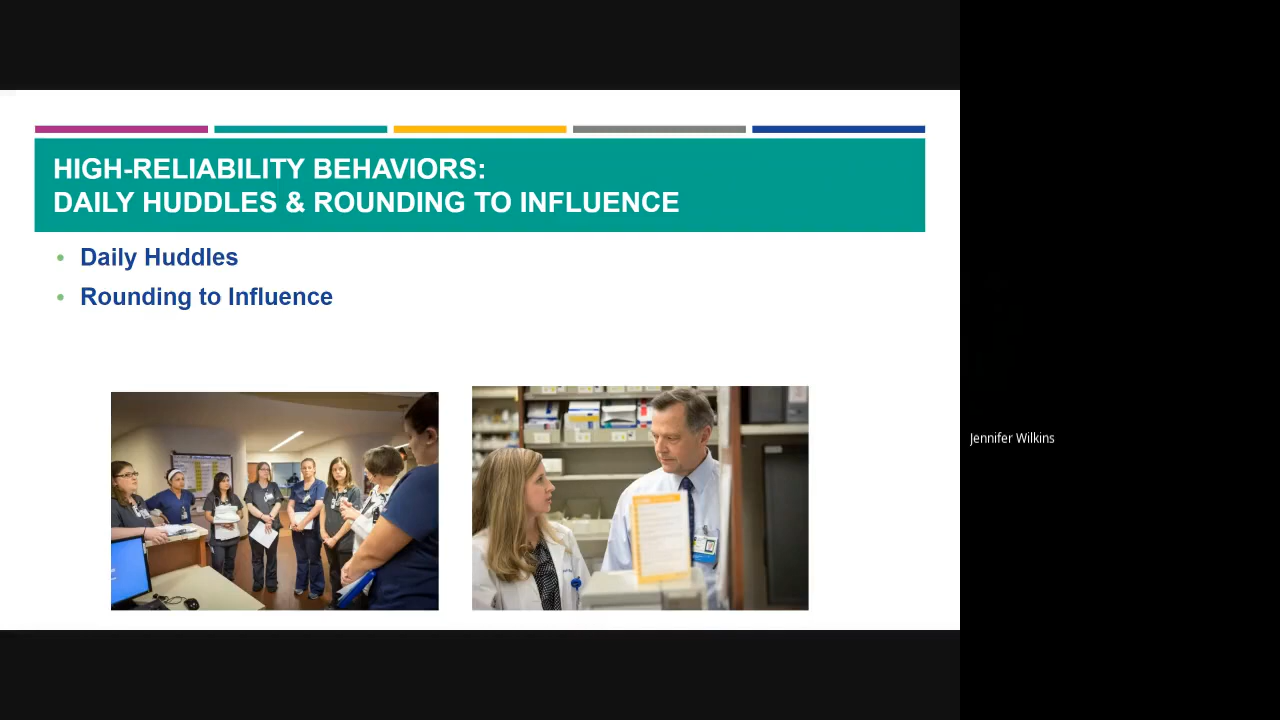 HIGH-RELIABILITY BEHAVIORS:
DAILY HUDDLES & ROUNDING TO INFLUENCE
• Daily Huddles
• Rounding to Influence
Jennifer Wilkins